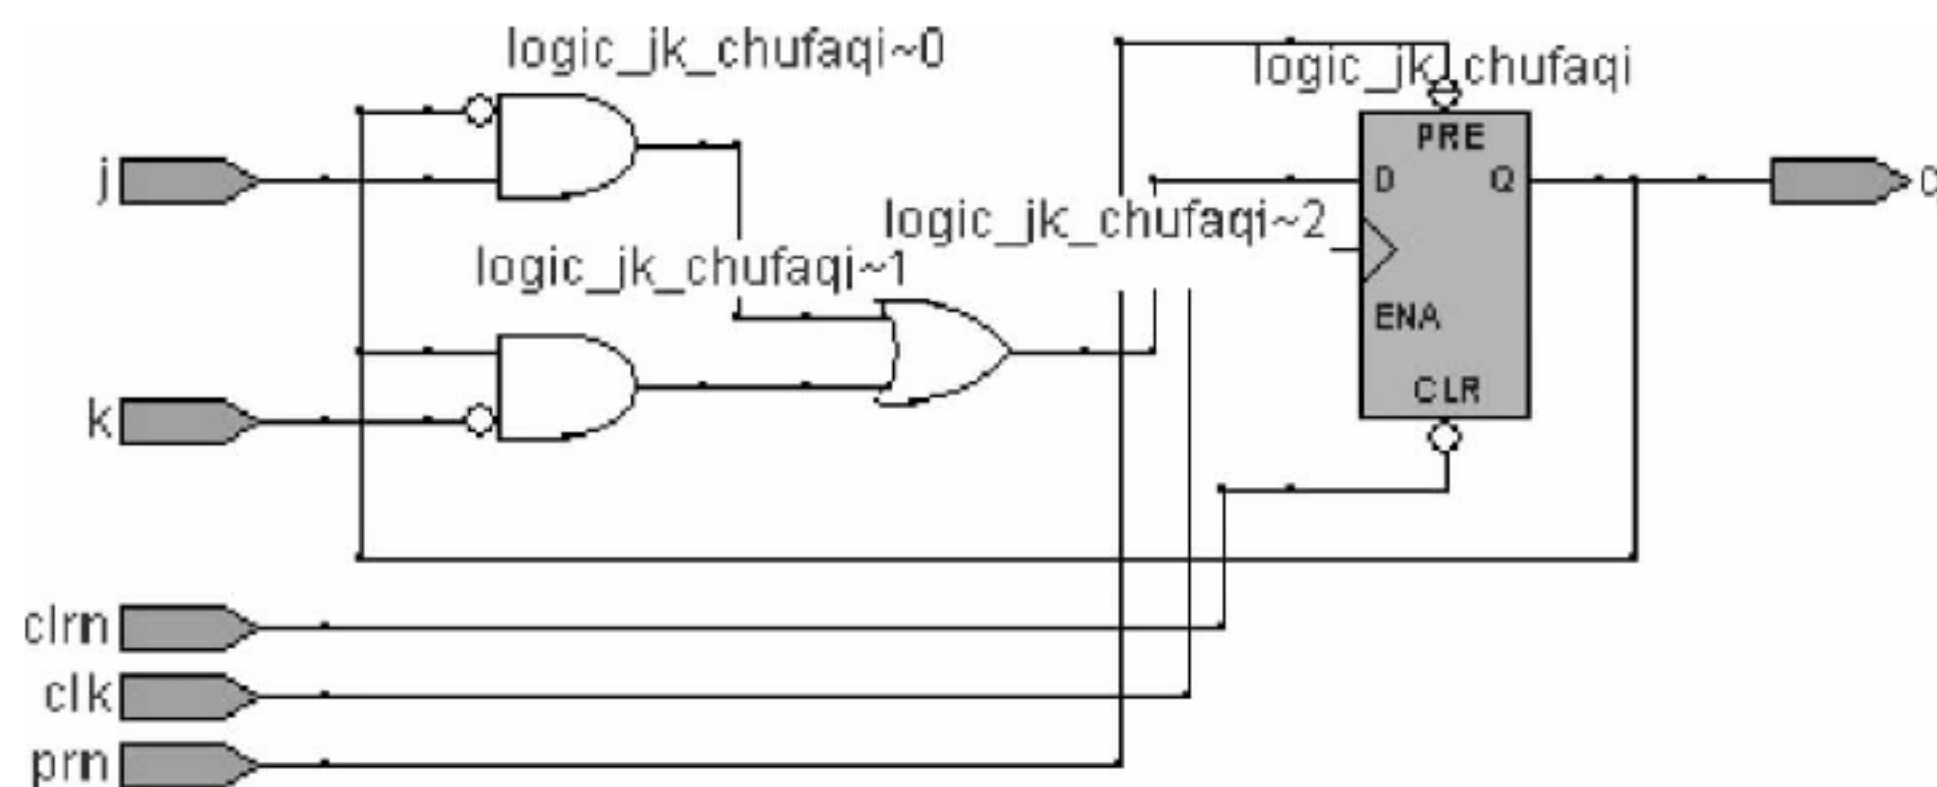 logic_jk_chufaqi~0
logic_jk_chufaqi
PRE
j
D
Q
q
logic_jk_chufaqi~2
logic_jk_chufaqi~1
ENA
CLR
k
clrn
clk
prn